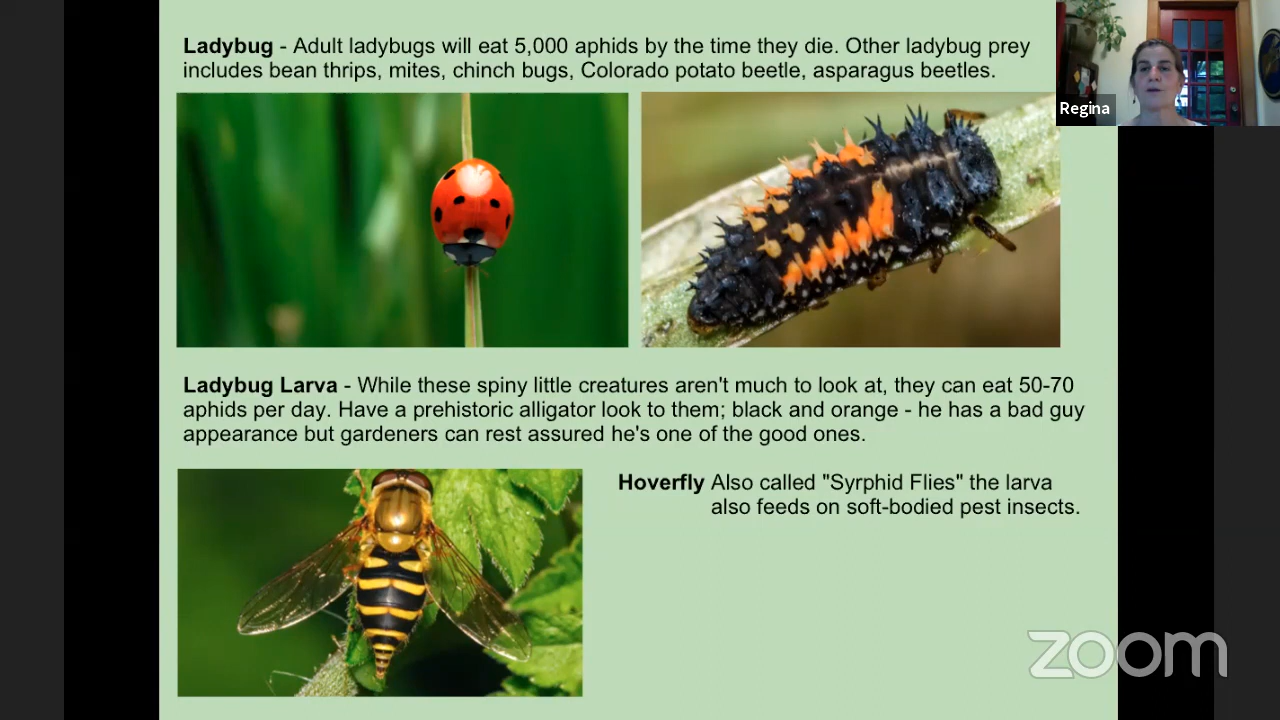 Ladybug - Adult ladybugs will eat 5,000 aphids by the time they die. Other ladybug prey
includes bean thrips, mites, chinch bugs, Colorado potato beetle, asparagus beetles.
Regina
Ladybug Larva - While these spiny little creatures aren't much to look at, they can eat 50-70
aphids per day. Have a prehistoric alligator look to them; black and orange - he has a bad guy
appearance but gardeners can rest assured he's one of the good ones.
Hoverfly Also called "Syrphid Flies" the larva
also feeds on soft-bodied pest insects.
zoom